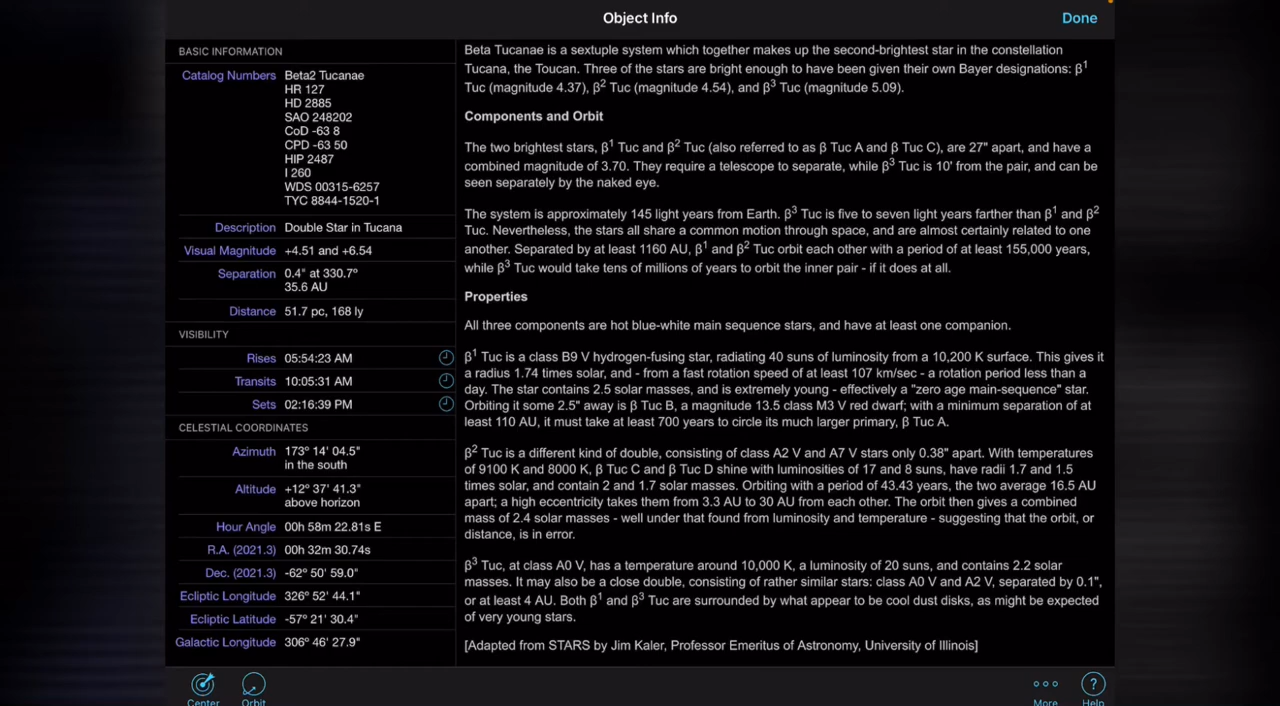 Object Info
Done
BASIC INFORMATION
Catalog Numbers Beta2 Tucanae
HR 127
HD 2885
SAO 248202
CoD -63 8
CPD -63 50
HIP 2487
I 260
WDS 00315-6257
TYC 8844-1520-1
Description Double Star in Tucana
Visual Magnitude +4.51 and +6.54
Separation 0.4" at 330.7°
35.6 AU
Distance 51.7 pc, 168 ly
VISIBILITY
Rises 05:54:23 AM
Transits 10:05:31 AM
Sets 02:16:39 PM
CELESTIAL COORDINATES
Azimuth 173° 14' 04.5"
in the south
Altitude +12° 37' 41.3"
above horizon
Hour Angle 00h 58m 22.81s E
R.A. (2021.3) 00h 32m 30.74s
Dec. (2021.3) -62° 50' 59.0"
Ecliptic Longitude 326° 52' 44.1"
Ecliptic Latitude -57° 21' 30.4"
Galactic Longitude 306° 46' 27.9"
Beta Tucanae is a sextuple system which together makes up the second-brightest star in the constellation
Tucana, the Toucan. Three of the stars are bright enough to have been given their own Bayer designations: β¹
Tuc (magnitude 4.37), β² Tuc (magnitude 4.54), and β³ Tuc (magnitude 5.09).
Components and Orbit
The two brightest stars, β¹ Tuc and β² Tuc (also referred to as β Tuc A and β Tuc C), are 27" apart, and have a
combined magnitude of 3.70. They require a telescope to separate, while β³ Tuc is 10' from the pair, and can be
seen separately by the naked eye.
The system is approximately 145 light years from Earth. β³ Tuc is five to seven light years farther than β¹ and β²
Tuc. Nevertheless, the stars all share a common motion through space, and are almost certainly related to one
another. Separated by at least 1160 AU, β¹ and β² Tuc orbit each other with a period of at least 155,000 years,
while β³ Tuc would take tens of millions of years to orbit the inner pair - if it does at all.
Properties
All three components are hot blue-white main sequence stars, and have at least one companion.
β¹ Tuc is a class B9 V hydrogen-fusing star, radiating 40 suns of luminosity from a 10,200 K surface. This gives it
a radius 1.74 times solar, and - from a fast rotation speed of at least 107 km/sec - a rotation period less than a
day. The star contains 2.5 solar masses, and is extremely young - effectively a "zero age main-sequence" star.
Orbiting it some 2.5" away is β Tuc B, a magnitude 13.5 class M3 V red dwarf; with a minimum separation of at
least 110 AU, it must take at least 700 years to circle its much larger primary, β Tuc A.
β² Tuc is a different kind of double, consisting of class A2 V and A7 V stars only 0.38" apart. With temperatures
of 9100 K and 8000 K, β Tuc C and β Tuc D shine with luminosities of 17 and 8 suns, have radii 1.7 and 1.5
times solar, and contain 2 and 1.7 solar masses. Orbiting with a period of 43.43 years, the two average 16.5 AU
apart; a high eccentricity takes them from 3.3 AU to 30 AU from each other. The orbit then gives a combined
mass of 2.4 solar masses - well under that found from luminosity and temperature - suggesting that the orbit, or
distance, is in error.
β³ Tuc, at class A0 V, has a temperature around 10,000 K, a luminosity of 20 suns, and contains 2.2 solar
masses. It may also be a close double, consisting of rather similar stars: class A0 V and A2 V, separated by 0.1",
or at least 4 AU. Both β¹ and β³ Tuc are surrounded by what appear to be cool dust disks, as might be expected
of very young stars.
[Adapted from STARS by Jim Kaler, Professor Emeritus of Astronomy, University of Illinois]
Center
Orbit
More
?
Help